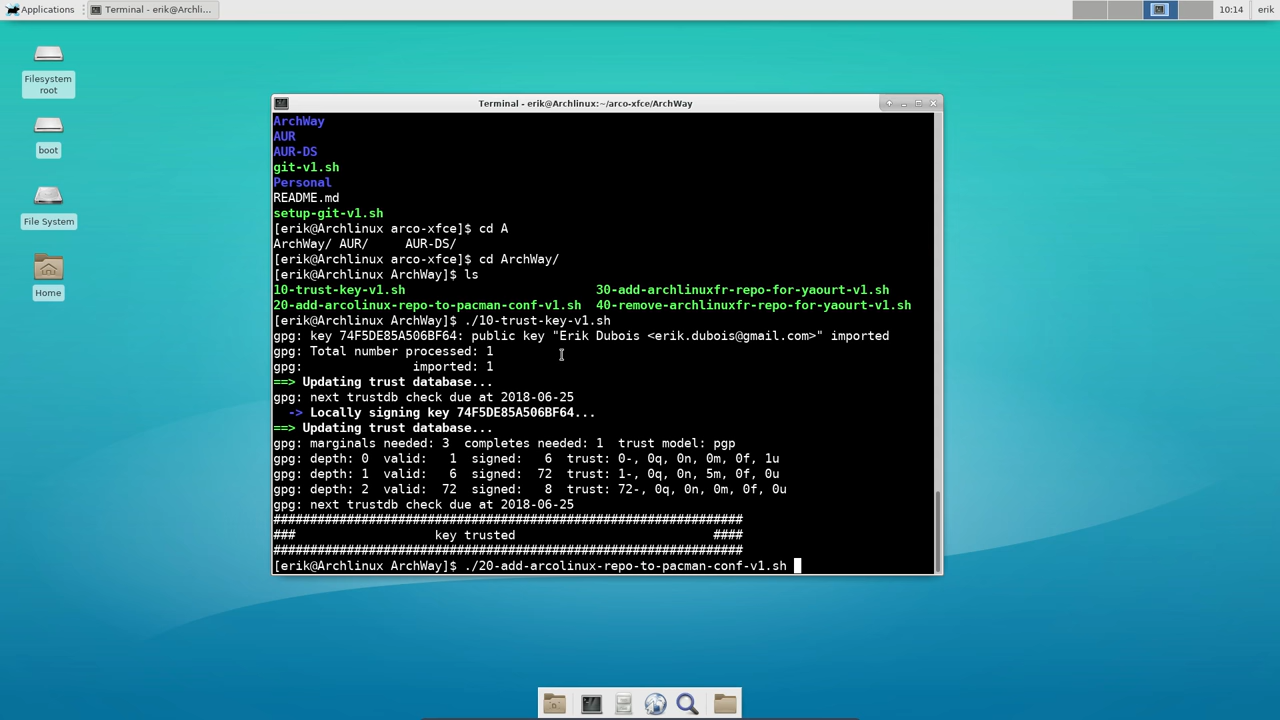 Applications
Terminal - erik@Archli...
10:14
erik
Filesystem
root
boot
File System
Home
Terminal - erik@Archlinux:~/arco-xfce/ArchWay
ArchWay
AUR
AUR-DS
git-v1.sh
Personal
README.md
setup-git-v1.sh
[erik@Archlinux arco-xfce]$ cd A
ArchWay/ AUR/     AUR-DS/
[erik@Archlinux arco-xfce]$ cd ArchWay/
[erik@Archlinux ArchWay]$ ls
10-trust-key-v1.sh                          30-add-archlinuxfr-repo-for-yaourt-v1.sh
20-add-arcolinux-repo-to-pacman-conf-v1.sh  40-remove-archlinuxfr-repo-for-yaourt-v1.sh
[erik@Archlinux ArchWay]$ ./10-trust-key-v1.sh
gpg: key 74F5DE85A506BF64: public key "Erik Dubois <erik.dubois@gmail.com>" imported
gpg: Total number processed: 1
gpg:               imported: 1
==> Updating trust database...
gpg: next trustdb check due at 2018-06-25
  -> Locally signing key 74F5DE85A506BF64...
==> Updating trust database...
gpg: marginals needed: 3  completes needed: 1  trust model: pgp
gpg: depth: 0  valid:   1  signed:   6  trust: 0-, 0q, 0n, 0m, 0f, 1u
gpg: depth: 1  valid:   6  signed:  72  trust: 1-, 0q, 0n, 5m, 0f, 0u
gpg: depth: 2  valid:  72  signed:   8  trust: 72-, 0q, 0n, 0m, 0f, 0u
gpg: next trustdb check due at 2018-06-25
################################################################
###                   key trusted                           ####
################################################################
[erik@Archlinux ArchWay]$ ./20-add-arcolinux-repo-to-pacman-conf-v1.sh